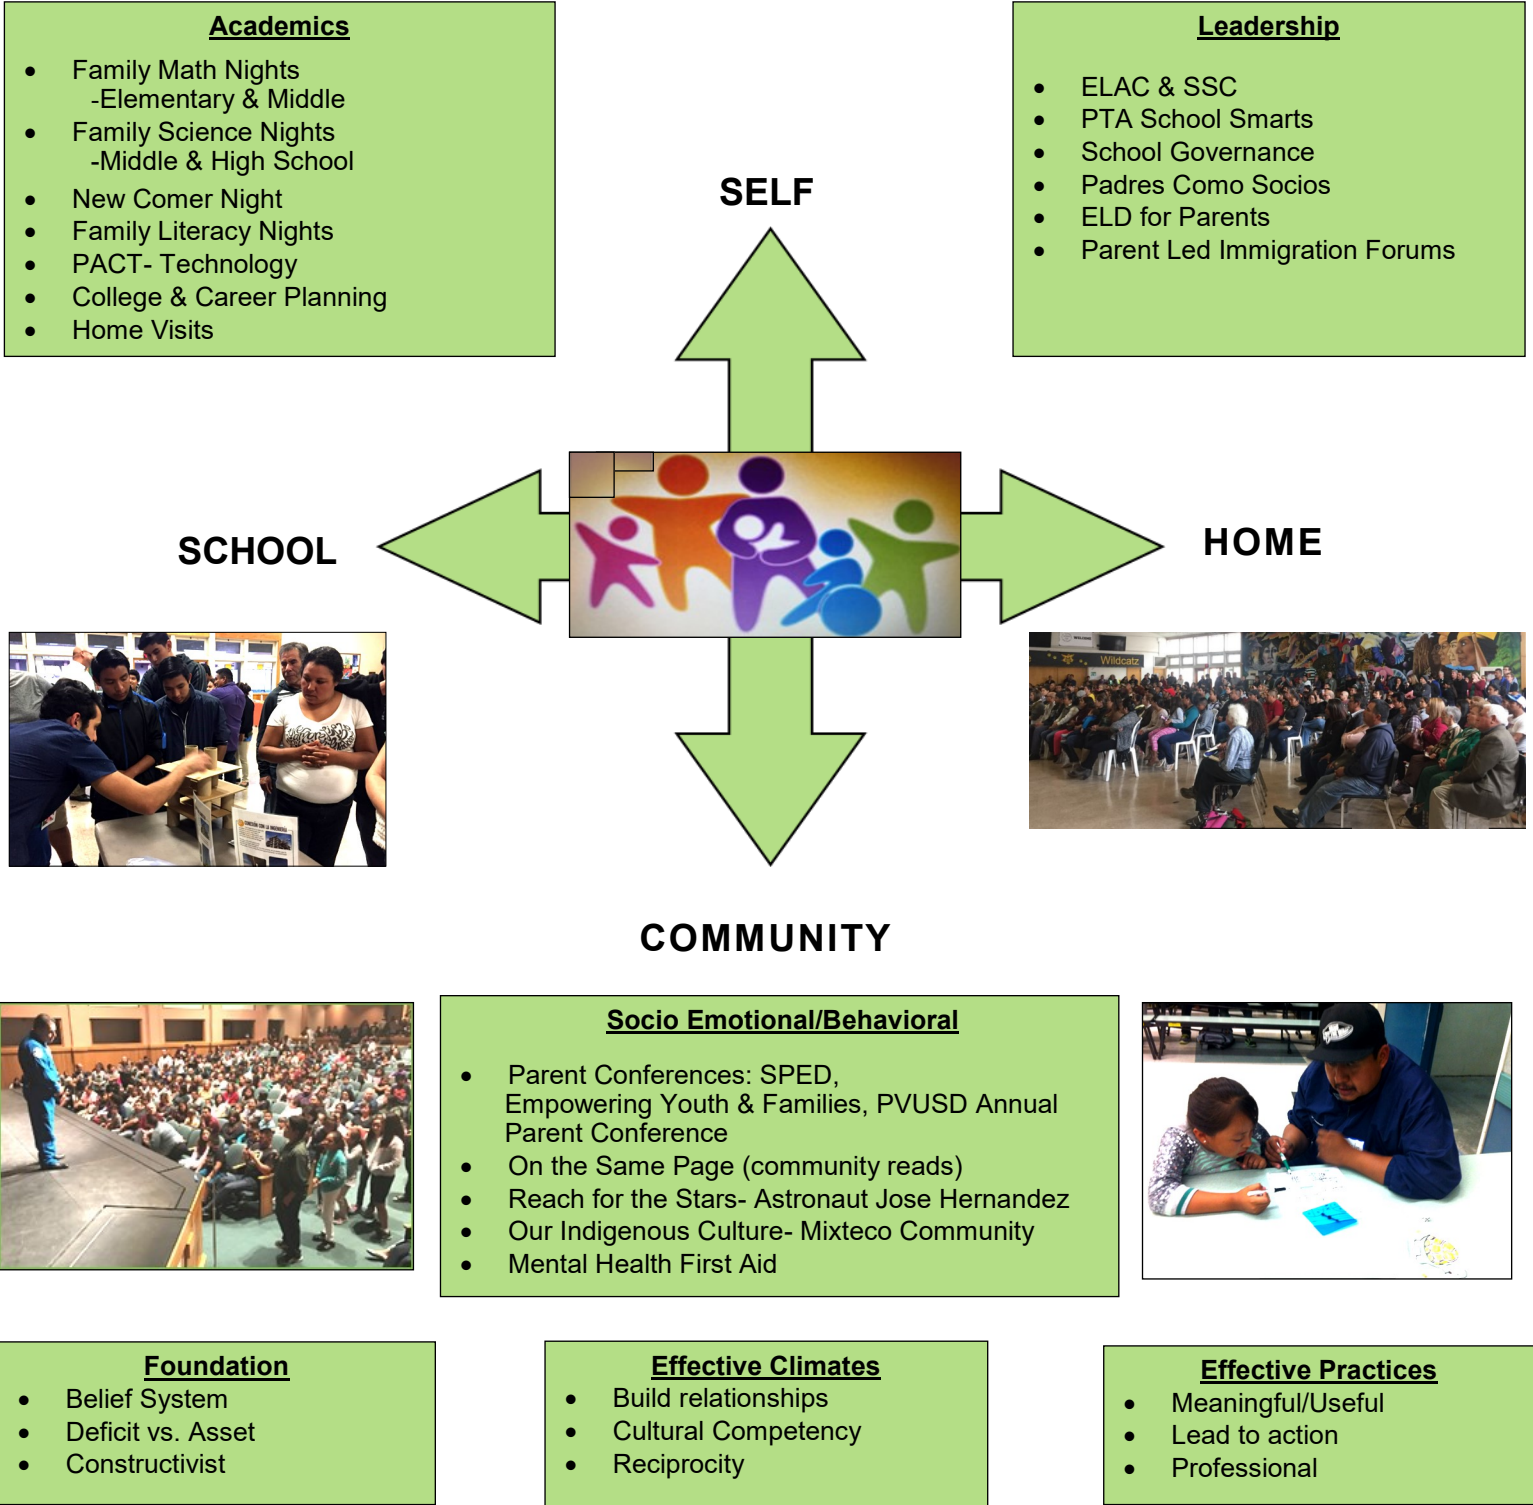 Academics
• Family Math Nights
-Elementary & Middle
• Family Science Nights
-Middle & High School
• New Comer Night
• Family Literacy Nights
• PACT- Technology
• College & Career Planning
• Home Visits
Leadership
• ELAC & SSC
• PTA School Smarts
• School Governance
• Padres Como Socios
• ELD for Parents
• Parent Led Immigration Forums
SELF
SCHOOL
HOME
WELCOME
Wildcatz
CONEXIÓN CON LA INGENIERÍA
COMMUNITY
Socio Emotional/Behavioral
• Parent Conferences: SPED,
Empowering Youth & Families, PVUSD Annual
Parent Conference
• On the Same Page (community reads)
• Reach for the Stars- Astronaut Jose Hernandez
• Our Indigenous Culture- Mixteco Community
• Mental Health First Aid
Foundation
• Belief System
• Deficit vs. Asset
• Constructivist
Effective Climates
• Build relationships
• Cultural Competency
• Reciprocity
Effective Practices
• Meaningful/Useful
• Lead to action
• Professional